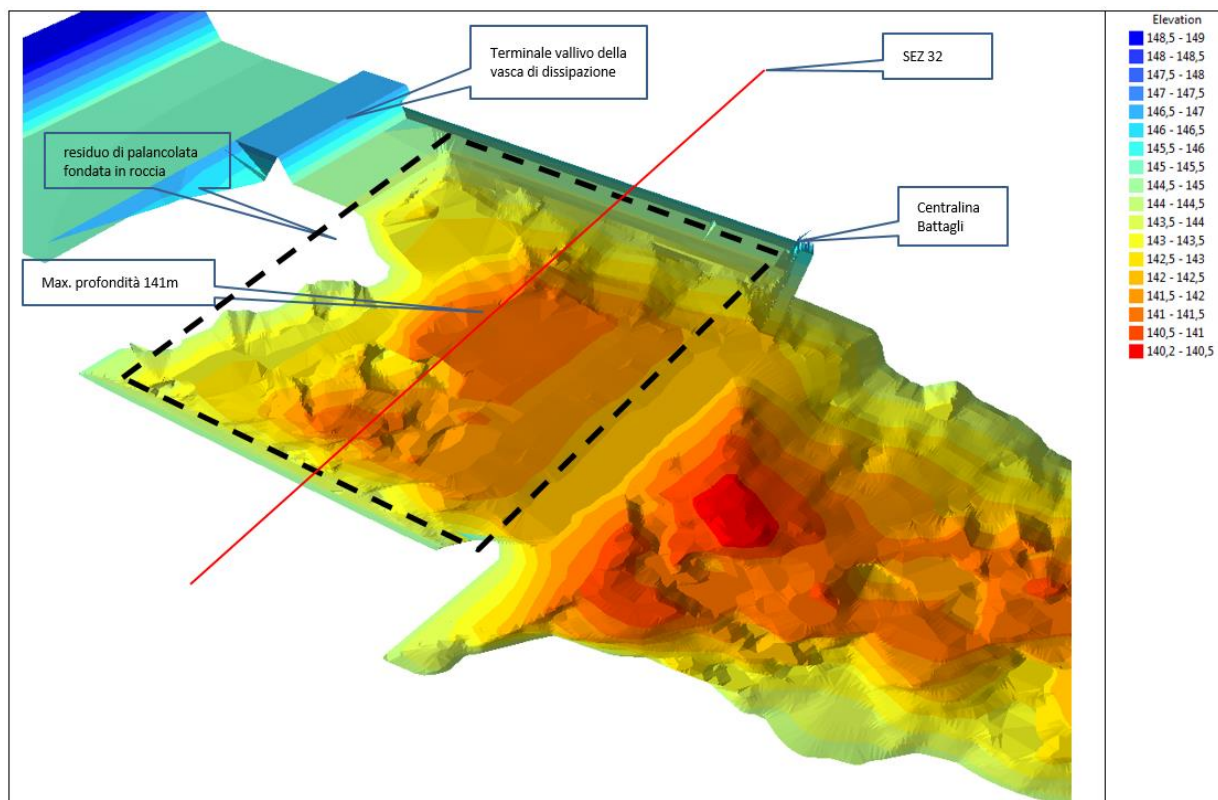 Terminale vallivo della
vasca di dissipazione
SEZ 32
residuo di palancolata
fondata in roccia
Centralina
Battagli
Max. profondità 141m
Elevation
148,5 - 149
148 - 148,5
147,5 - 148
147 - 147,5
146,5 - 147
146 - 146,5
145,5 - 146
145 - 145,5
144,5 - 145
144 - 144,5
143,5 - 144
143 - 143,5
142,5 - 143
142 - 142,5
141,5 - 142
141 - 141,5
140,5 - 141
140,2 - 140,5